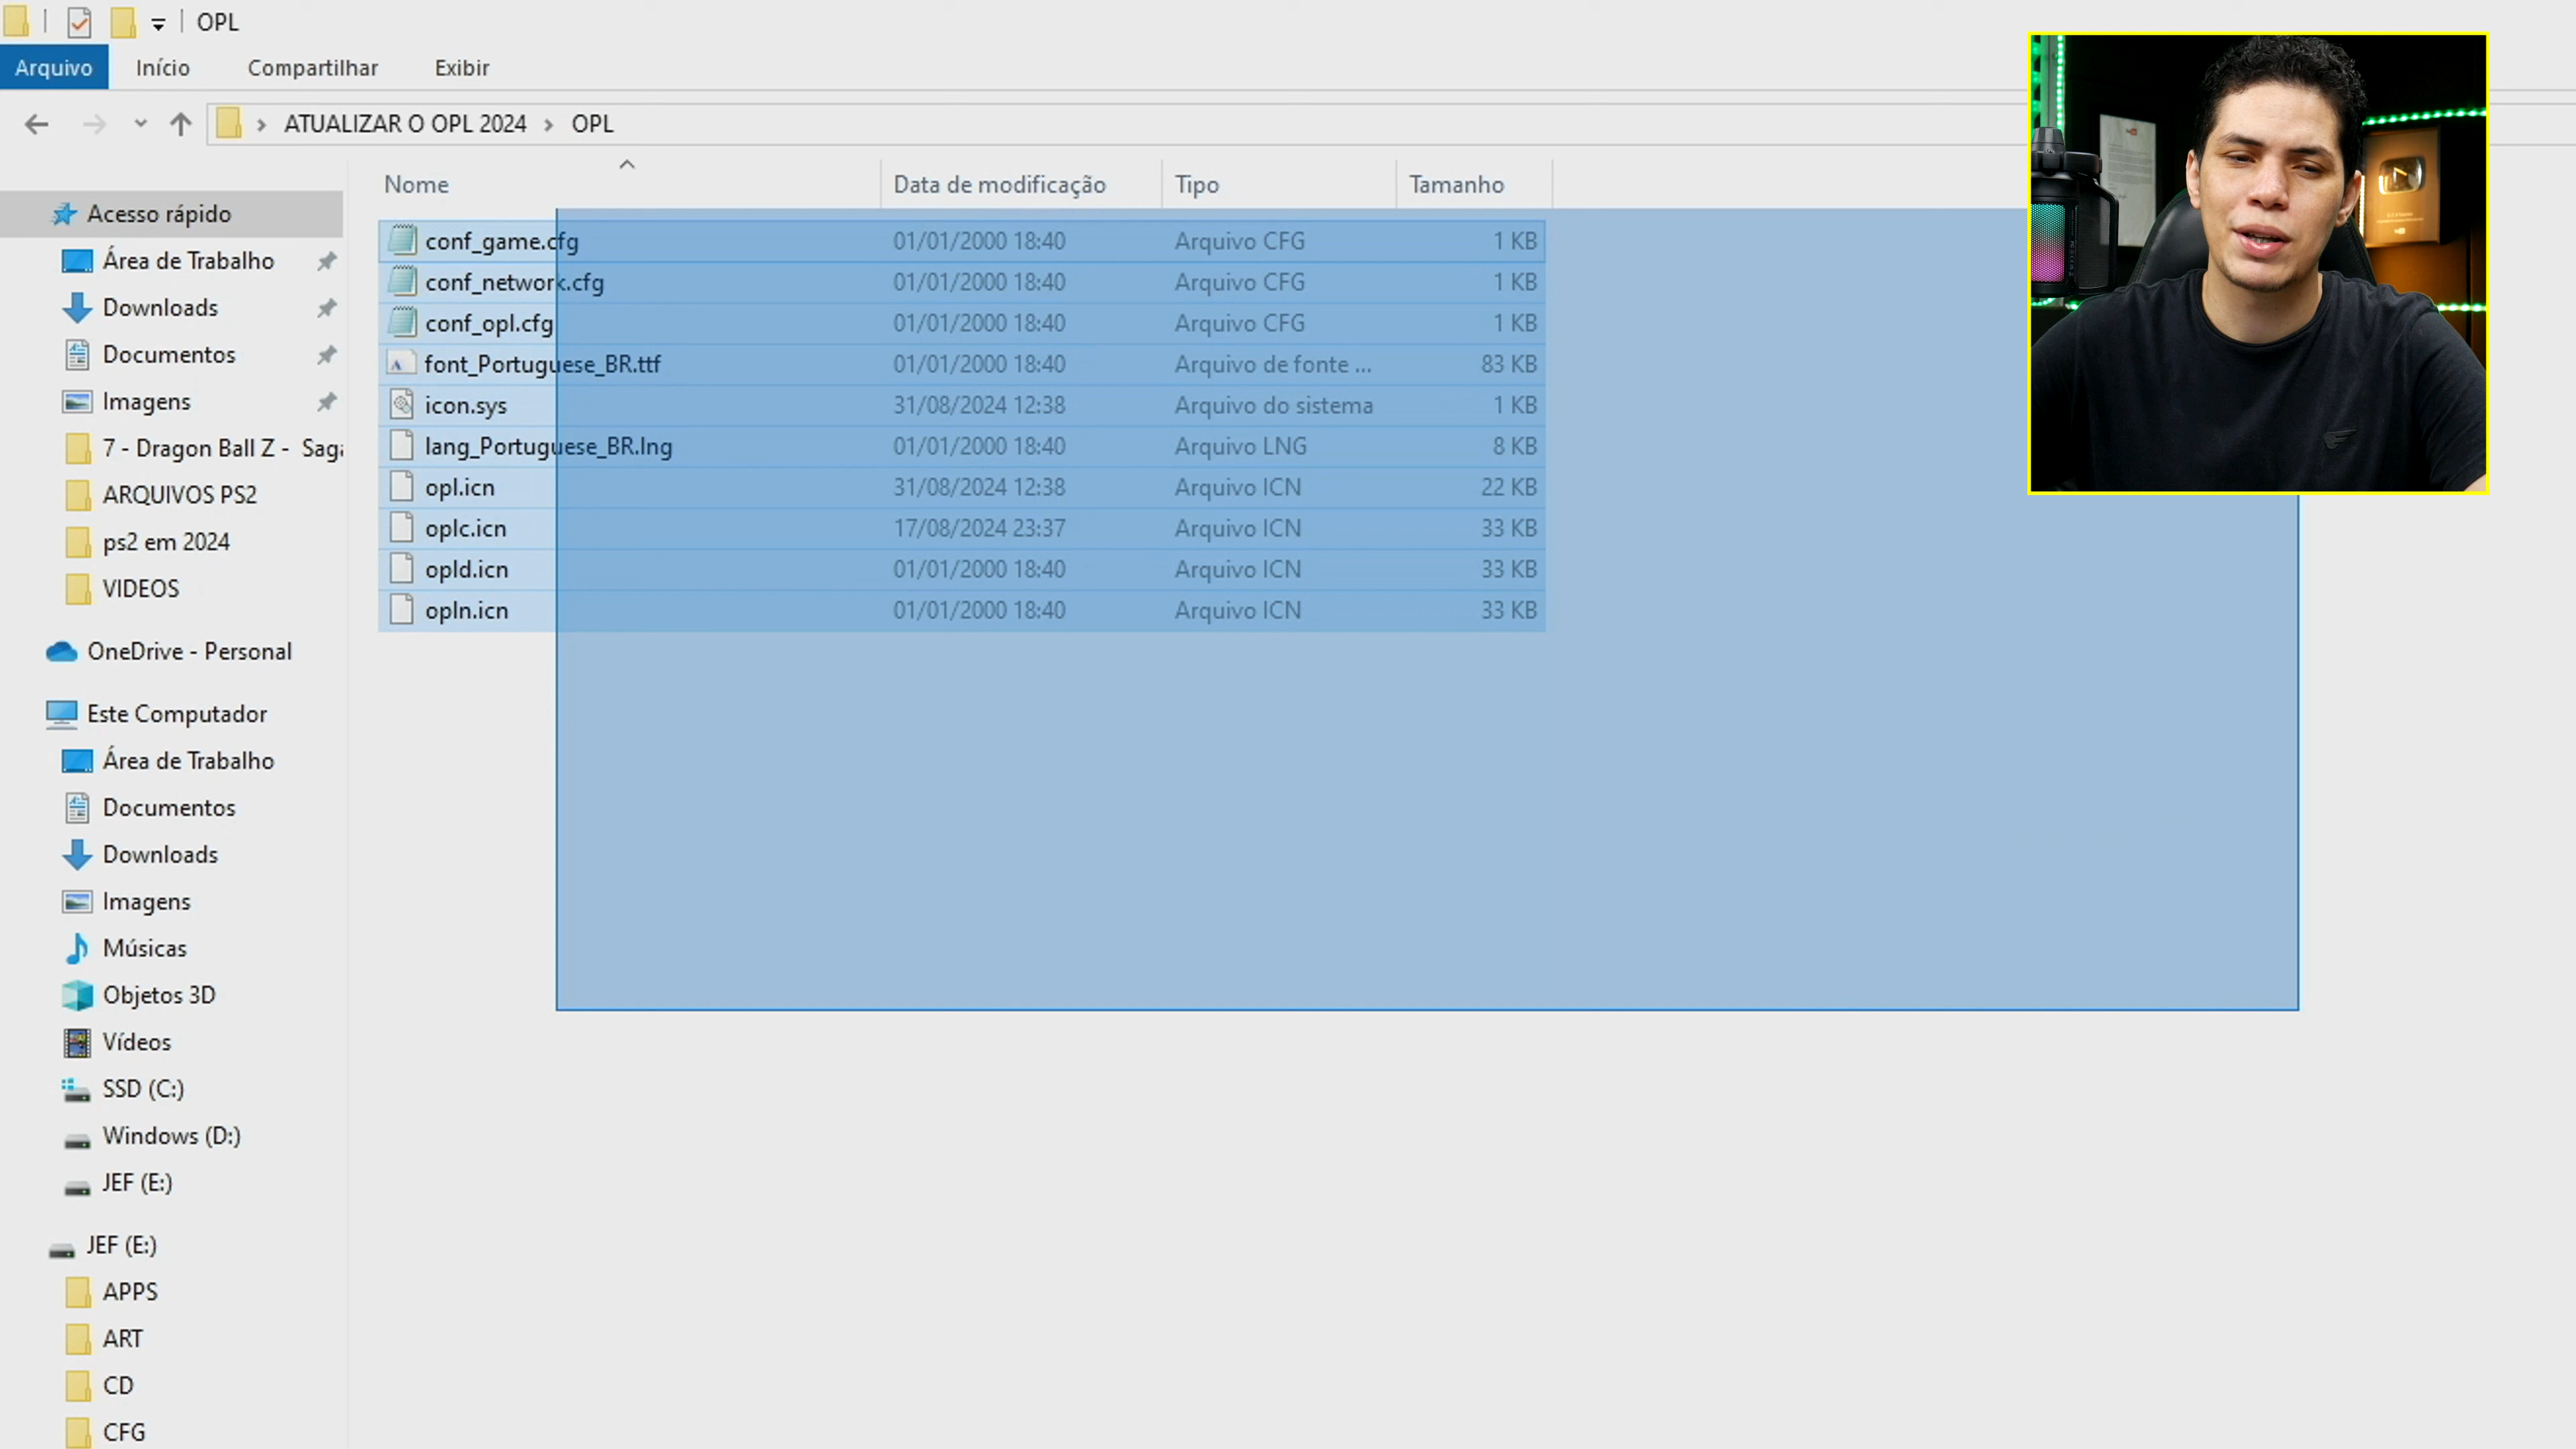 OPL
Arquivo Início Compartilhar Exibir
ATUALIZAR O OPL 2024 OPL
Nome Data de modificação Tipo Tamanho
Acesso rápido
Área de Trabalho
Downloads
Documentos
Imagens
7 - Dragon Ball Z - Saga
ARQUIVOS PS2
ps2 em 2024
VIDEOS
OneDrive - Personal
Este Computador
Área de Trabalho
Documentos
Downloads
Imagens
Músicas
Objetos 3D
Vídeos
SSD (C:)
Windows (D:)
JEF (E:)
JEF (E:)
APPS
ART
CD
CFG
conf_game.cfg 01/01/2000 18:40 Arquivo CFG 1 KB
conf_network.cfg 01/01/2000 18:40 Arquivo CFG 1 KB
conf_opl.cfg 01/01/2000 18:40 Arquivo CFG 1 KB
font_Portuguese_BR.ttf 01/01/2000 18:40 Arquivo de fonte ... 83 KB
icon.sys 31/08/2024 12:38 Arquivo do sistema 1 KB
lang_Portuguese_BR.lng 01/01/2000 18:40 Arquivo LNG 8 KB
opl.icn 31/08/2024 12:38 Arquivo ICN 22 KB
oplc.icn 17/08/2024 23:37 Arquivo ICN 33 KB
opld.icn 01/01/2000 18:40 Arquivo ICN 33 KB
opln.icn 01/01/2000 18:40 Arquivo ICN 33 KB